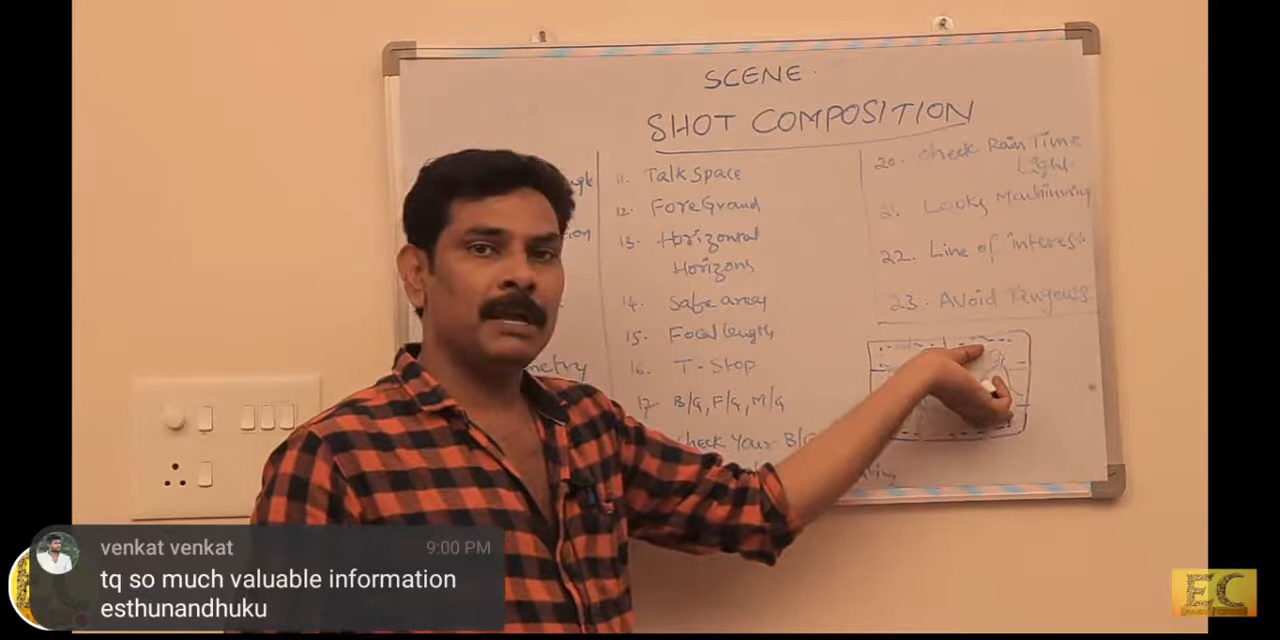 SCENE
SHOT COMPOSITION
11. Talk Space
12. ForeGround
13. Horizontal
Horizons
14. Safe area
15. Focal length
metry
16. T-Stop
17. B/G, F/G, M/G
check Your B/G
20. check Rain Time
Light
21. Looks Machinning
22. Line of interest
23. Avoid Tangents
venkat venkat 9:00 PM
tq so much valuable information
esthunandhuku
EC